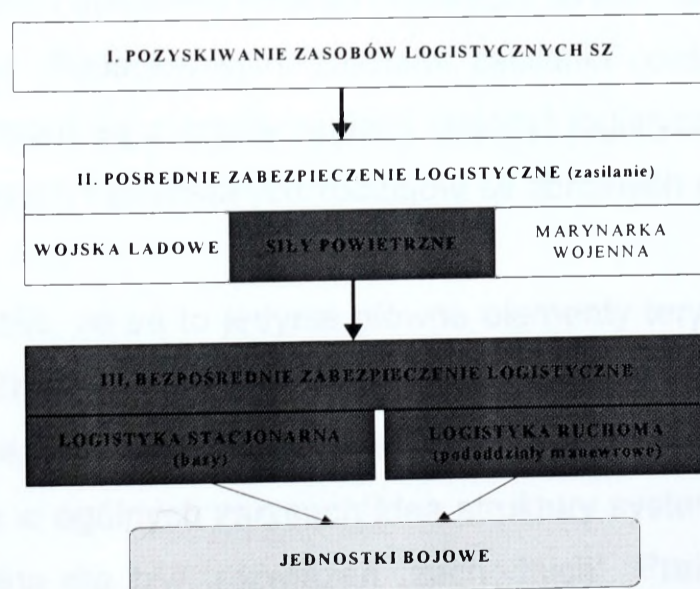 I. POZYSKIWANIE ZASOBÓW LOGISTYCZNYCH SZ
II. POSREDNIE ZABEZPIECZENIE LOGISTYCZNE (zasilanie)
WOJSKA LADOWE
SIŁY POWIETRZNE
MARYNARKA
WOJENNA
III. BEZPOŚREDNIE ZABEZPIECZENIE LOGISTYCZNE
LOGISTYKA STACJONARNA
(bazy)
LOGISTYKA RUCHOMA
(pododdziały manewrowe)
JEDNOSTKI BOJOWE